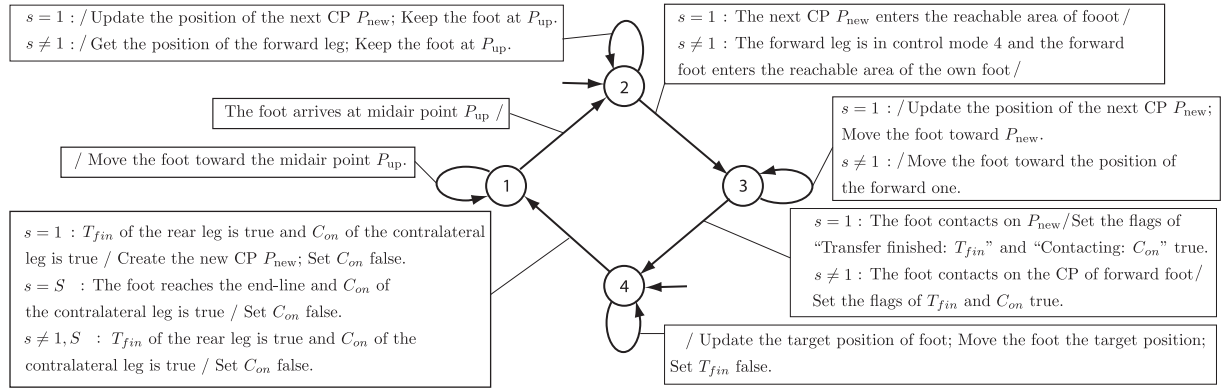 s = 1 : / Update the position of the next CP P_new; Keep the foot at P_up.
s ≠ 1 : / Get the position of the forward leg; Keep the foot at P_up.
s = 1 : The next CP P_new enters the reachable area of fooot /
s ≠ 1 : The forward leg is in control mode 4 and the forward
foot enters the reachable area of the own foot /
2
The foot arrives at midair point P_up /
s = 1 : / Update the position of the next CP P_new;
Move the foot toward P_new.
s ≠ 1 : / Move the foot toward the position of
the forward one.
/ Move the foot toward the midair point P_up.
1
3
s = 1 : T_fin of the rear leg is true and C_on of the contralateral
leg is true / Create the new CP P_new; Set C_on false.
s = S : The foot reaches the end-line and C_on of
the contralateral leg is true / Set C_on false.
s ≠ 1, S : T_fin of the rear leg is true and C_on of the
contralateral leg is true / Set C_on false.
s = 1 : The foot contacts on P_new / Set the flags of
“Transfer finished: T_fin” and “Contacting: C_on” true.
s ≠ 1 : The foot contacts on the CP of forward foot /
Set the flags of T_fin and C_on true.
4
/ Update the target position of foot; Move the foot the target position;
Set T_fin false.